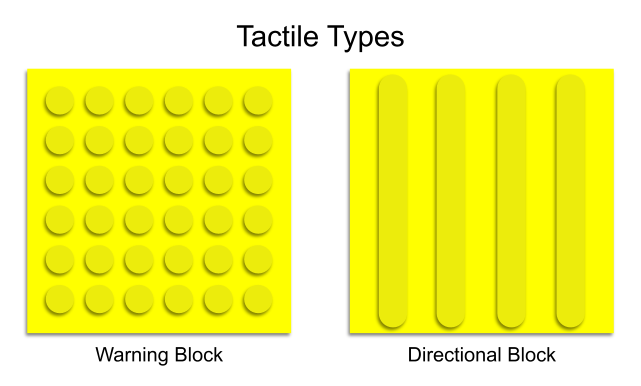 Tactile Types
Warning Block
Directional Block